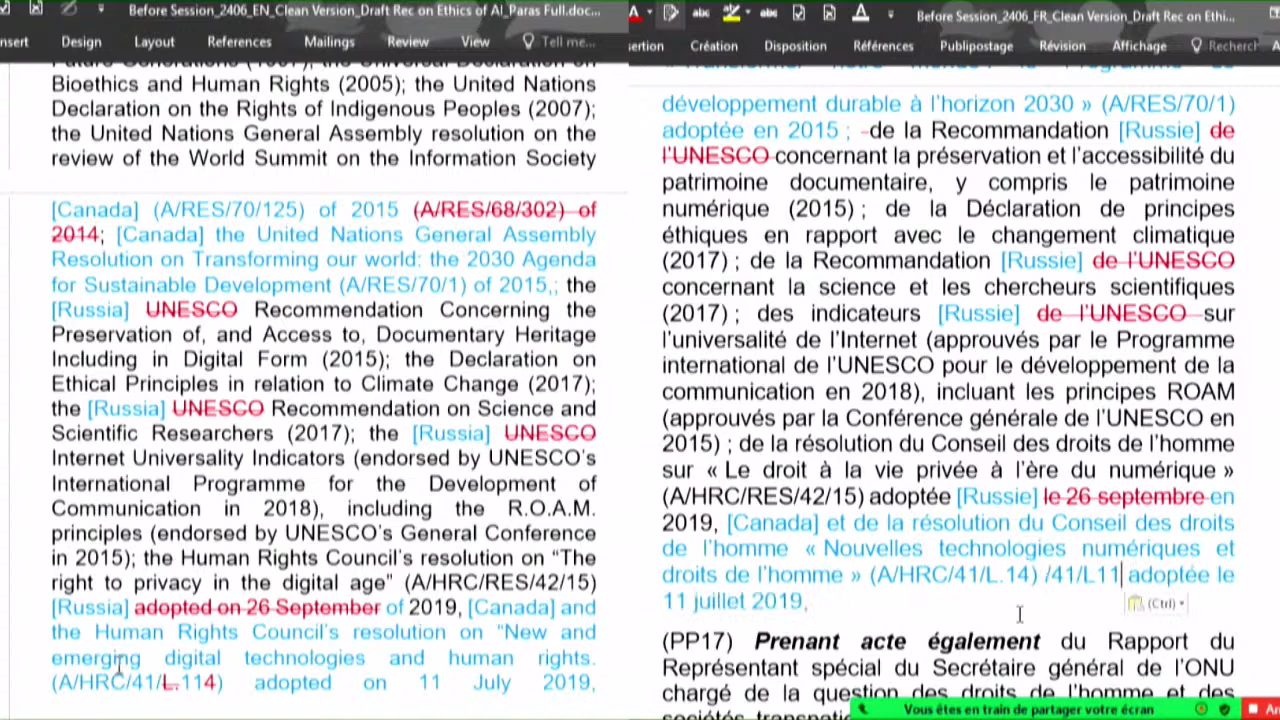 Before Session_2406_EN_Clean Version_Draft Rec on Ethics of AI_Paras Full.doc...
nsert Design Layout References Mailings Review View Tell me...
Bioethics and Human Rights (2005); the United Nations
Declaration on the Rights of Indigenous Peoples (2007);
the United Nations General Assembly resolution on the
review of the World Summit on the Information Society
[Canada] (A/RES/70/125) of 2015 (A/RES/68/302) of
2014; [Canada] the United Nations General Assembly
Resolution on Transforming our world: the 2030 Agenda
for Sustainable Development (A/RES/70/1) of 2015,; the
[Russia] UNESCO Recommendation Concerning the
Preservation of, and Access to, Documentary Heritage
Including in Digital Form (2015); the Declaration on
Ethical Principles in relation to Climate Change (2017);
the [Russia] UNESCO Recommendation on Science and
Scientific Researchers (2017); the [Russia] UNESCO
Internet Universality Indicators (endorsed by UNESCO's
International Programme for the Development of
Communication in 2018), including the R.O.A.M.
principles (endorsed by UNESCO's General Conference
in 2015); the Human Rights Council's resolution on “The
right to privacy in the digital age” (A/HRC/RES/42/15)
[Russia] adopted on 26 September of 2019, [Canada] and
the Human Rights Council's resolution on “New and
emerging digital technologies and human rights.
(A/HRC/41/L.114) adopted on 11 July 2019,
Before Session_2406_FR_Clean Version_Draft Rec on Ethi...
sertion Création Disposition Références Publipostage Révision Affichage Recherch
développement durable à l'horizon 2030 » (A/RES/70/1)
adoptée en 2015 ; -de la Recommandation [Russie] de
l'UNESCO concernant la préservation et l'accessibilité du
patrimoine documentaire, y compris le patrimoine
numérique (2015) ; de la Déclaration de principes
éthiques en rapport avec le changement climatique
(2017) ; de la Recommandation [Russie] de l'UNESCO
concernant la science et les chercheurs scientifiques
(2017) ; des indicateurs [Russie] de l'UNESCO sur
l'universalité de l'Internet (approuvés par le Programme
international de l'UNESCO pour le développement de la
communication en 2018), incluant les principes ROAM
(approuvés par la Conférence générale de l'UNESCO en
2015) ; de la résolution du Conseil des droits de l'homme
sur « Le droit à la vie privée à l'ère du numérique »
(A/HRC/RES/42/15) adoptée [Russie] le 26 septembre en
2019, [Canada] et de la résolution du Conseil des droits
de l'homme « Nouvelles technologies numériques et
droits de l'homme » (A/HRC/41/L.14) /41/L11 adoptée le
11 juillet 2019,
(Ctrl)
(PP17) Prenant acte également du Rapport du
Représentant spécial du Secrétaire général de l'ONU
chargé de la question des droits de l'homme et des
Vous êtes en train de partager votre écran